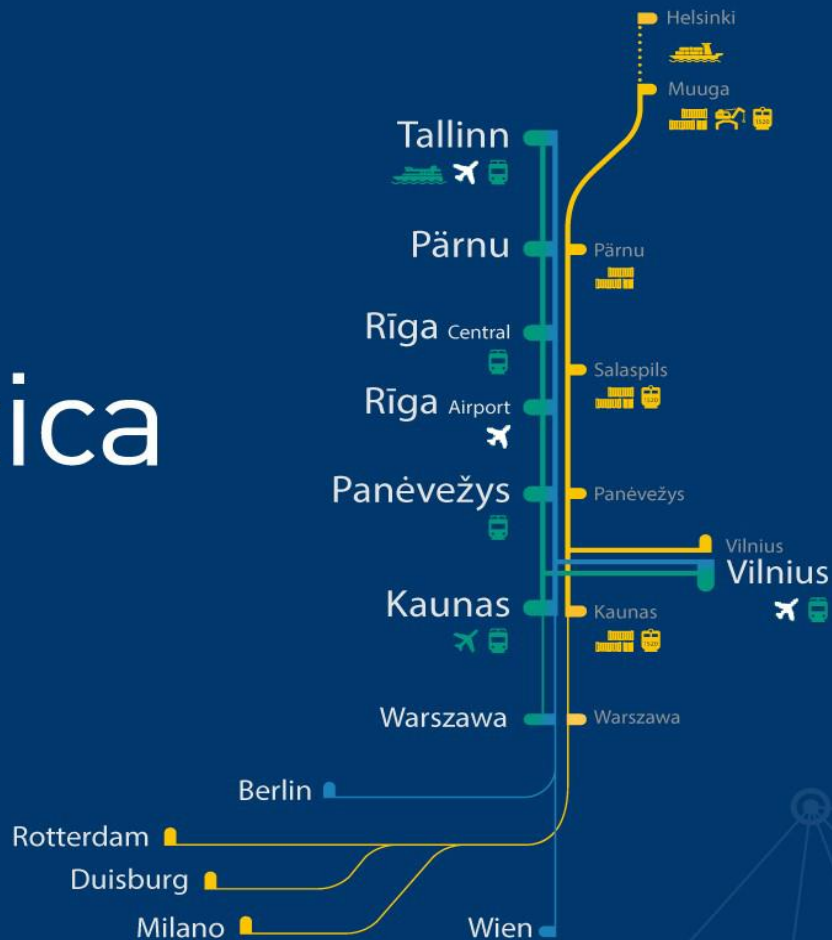 Helsinki
Muuga
Tallinn
Pärnu
Pärnu
Rīga Central
Salaspils
Rīga Airport
ica
Panėvežys
Panėvežys
Vilnius
Vilnius
Kaunas
Kaunas
Warszawa
Warszawa
Berlin
Rotterdam
Duisburg
Milano
Wien